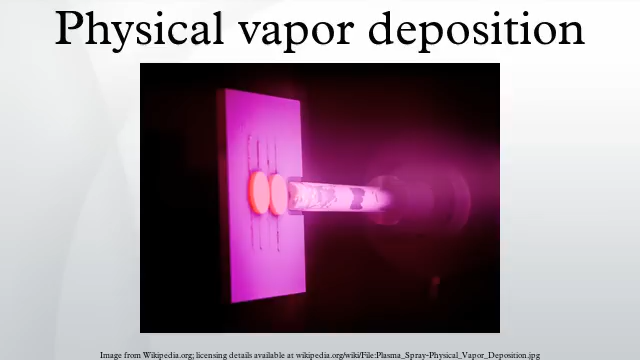 Physical vapor deposition
Image from Wikipedia.org; licensing details available at wikipedia.org/wiki/File:Plasma_Spray-Physical_Vapor_Deposition.jpg